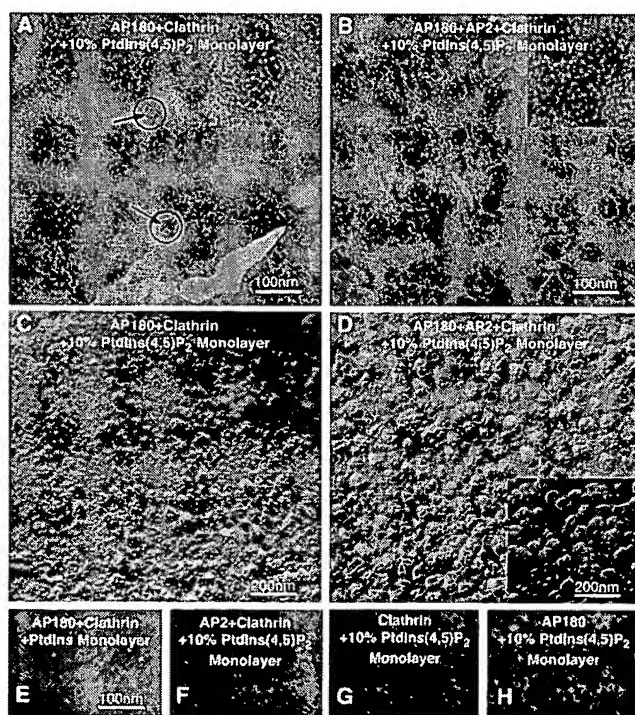 A AP180+Clathrin
+10% PtdIns(4,5)P2 Monolayer
100nm
B AP180+AP2+Clathrin
+10% PtdIns(4,5)P2 Monolayer
100nm
C AP180+Clathrin
+10% PtdIns(4,5)P2 Monolayer
200nm
D AP180+AP2+Clathrin
+10% PtdIns(4,5)P2 Monolayer
200nm
AP180+Clathrin
+PtdIns Monolayer
E 100nm
AP2+Clathrin
+10% PtdIns(4,5)P2
Monolayer
F
Clathrin
+10% PtdIns(4,5)P2
Monolayer
G
AP180
+10% PtdIns(4,5)P2
Monolayer
H